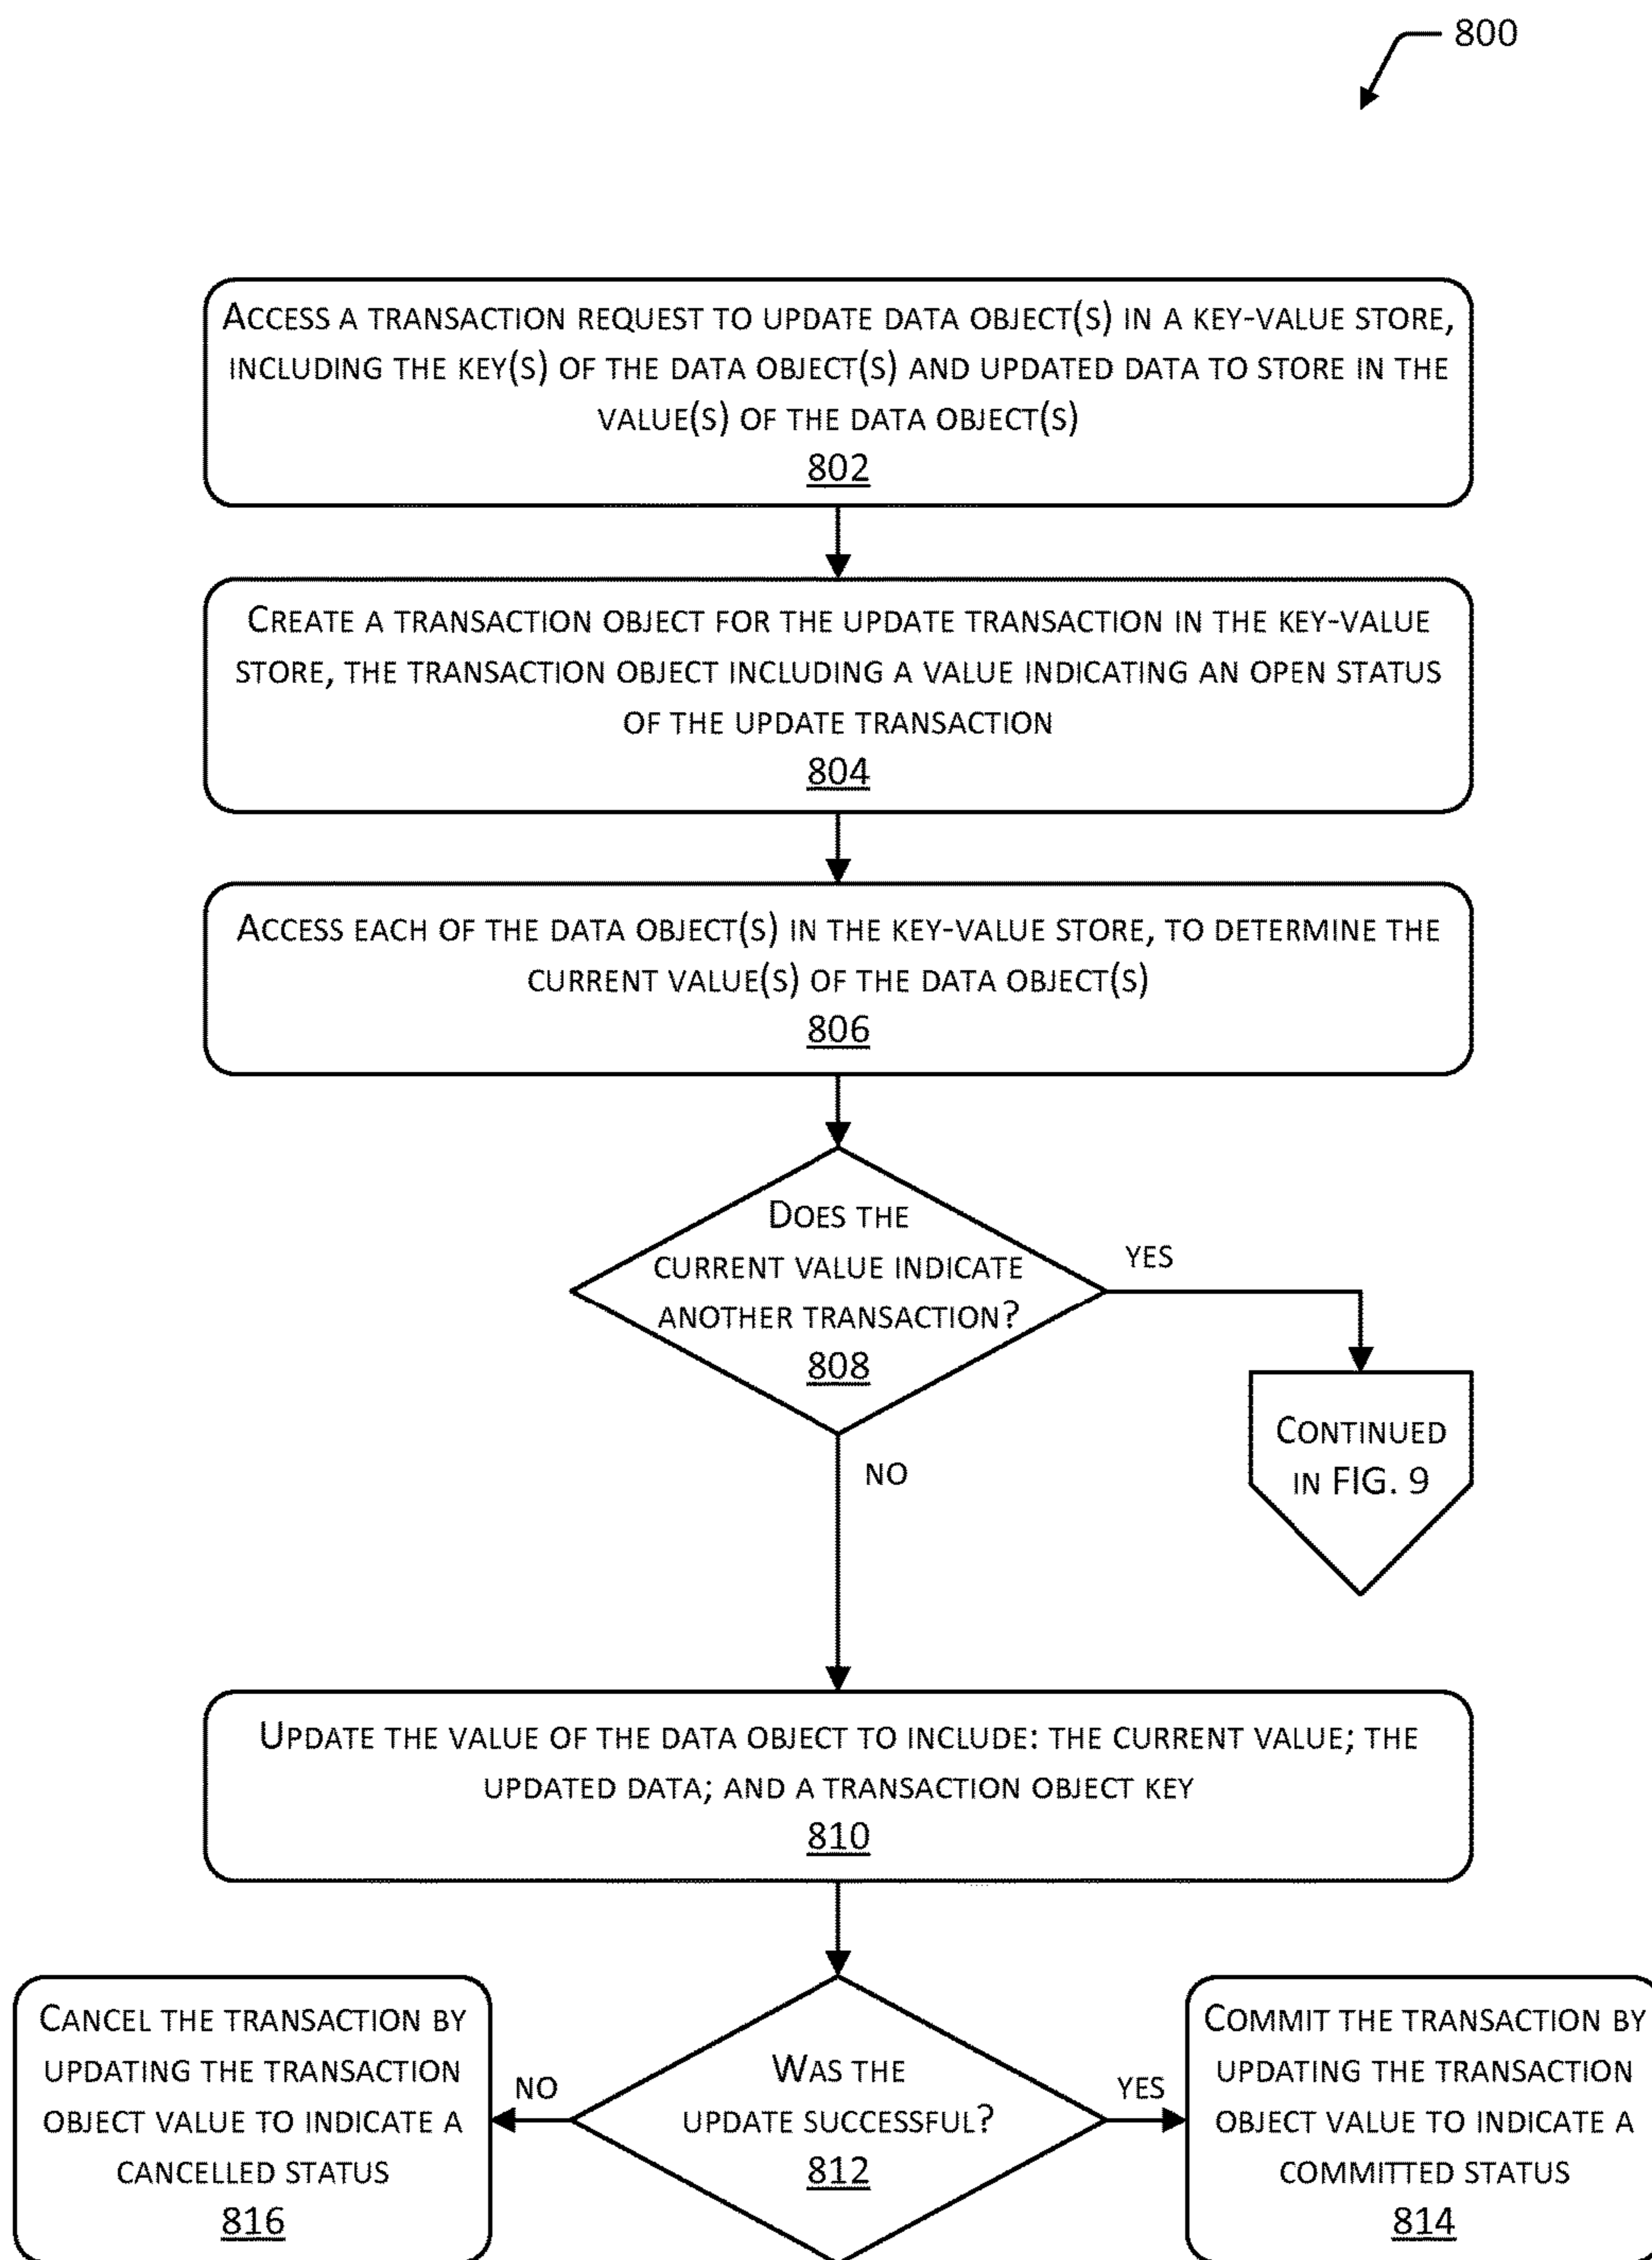 800
ACCESS A TRANSACTION REQUEST TO UPDATE DATA OBJECT(S) IN A KEY-VALUE STORE,
INCLUDING THE KEY(S) OF THE DATA OBJECT(S) AND UPDATED DATA TO STORE IN THE
VALUE(S) OF THE DATA OBJECT(S)
802
CREATE A TRANSACTION OBJECT FOR THE UPDATE TRANSACTION IN THE KEY-VALUE
STORE, THE TRANSACTION OBJECT INCLUDING A VALUE INDICATING AN OPEN STATUS
OF THE UPDATE TRANSACTION
804
ACCESS EACH OF THE DATA OBJECT(S) IN THE KEY-VALUE STORE, TO DETERMINE THE
CURRENT VALUE(S) OF THE DATA OBJECT(S)
806
DOES THE
CURRENT VALUE INDICATE
ANOTHER TRANSACTION?
808
YES
CONTINUED
IN FIG. 9
NO
UPDATE THE VALUE OF THE DATA OBJECT TO INCLUDE: THE CURRENT VALUE; THE
UPDATED DATA; AND A TRANSACTION OBJECT KEY
810
WAS THE
UPDATE SUCCESSFUL?
812
NO
CANCEL THE TRANSACTION BY
UPDATING THE TRANSACTION
OBJECT VALUE TO INDICATE A
CANCELLED STATUS
816
YES
COMMIT THE TRANSACTION BY
UPDATING THE TRANSACTION
OBJECT VALUE TO INDICATE A
COMMITTED STATUS
814